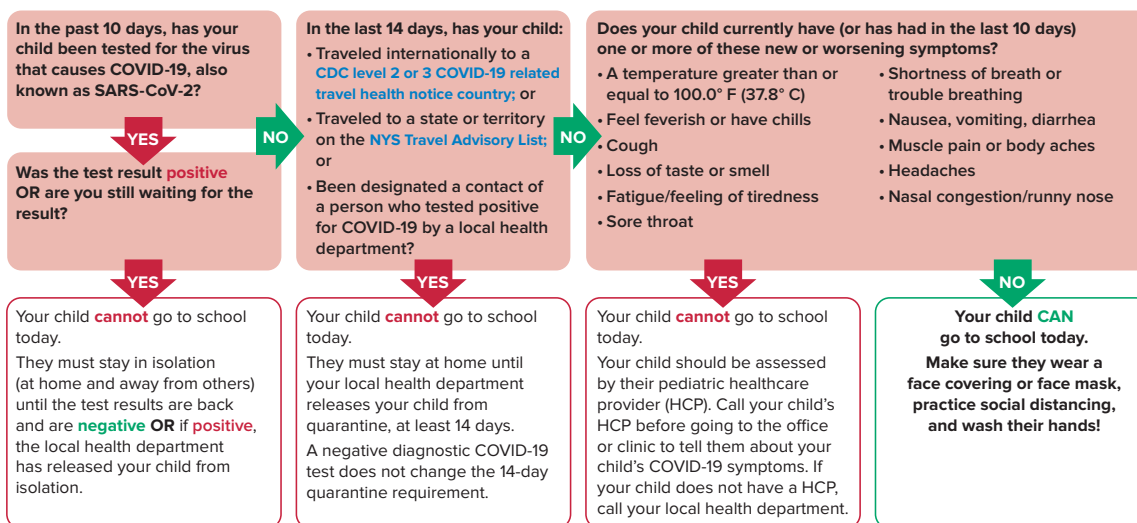 In the past 10 days, has your
child been tested for the virus
that causes COVID-19, also
known as SARS-CoV-2?
YES
NO
Was the test result positive
OR are you still waiting for the
result?
YES
Your child cannot go to school
today.
They must stay in isolation
(at home and away from others)
until the test results are back
and are negative OR if positive,
the local health department
has released your child from
isolation.
In the last 14 days, has your child:
• Traveled internationally to a
CDC level 2 or 3 COVID-19 related
travel health notice country; or
• Traveled to a state or territory
on the NYS Travel Advisory List;
or
• Been designated a contact of
a person who tested positive
for COVID-19 by a local health
department?
NO
YES
Your child cannot go to school
today.
They must stay at home until
your local health department
releases your child from
quarantine, at least 14 days.
A negative diagnostic COVID-19
test does not change the 14-day
quarantine requirement.
Does your child currently have (or has had in the last 10 days)
one or more of these new or worsening symptoms?
• A temperature greater than or
equal to 100.0° F (37.8° C)
• Feel feverish or have chills
• Cough
• Loss of taste or smell
• Fatigue/feeling of tiredness
• Sore throat
• Shortness of breath or
trouble breathing
• Nausea, vomiting, diarrhea
• Muscle pain or body aches
• Headaches
• Nasal congestion/runny nose
YES
Your child cannot go to school
today.
Your child should be assessed
by their pediatric healthcare
provider (HCP). Call your child’s
HCP before going to the office
or clinic to tell them about your
child’s COVID-19 symptoms. If
your child does not have a HCP,
call your local health department.
NO
Your child CAN
go to school today.
Make sure they wear a
face covering or face mask,
practice social distancing,
and wash their hands!